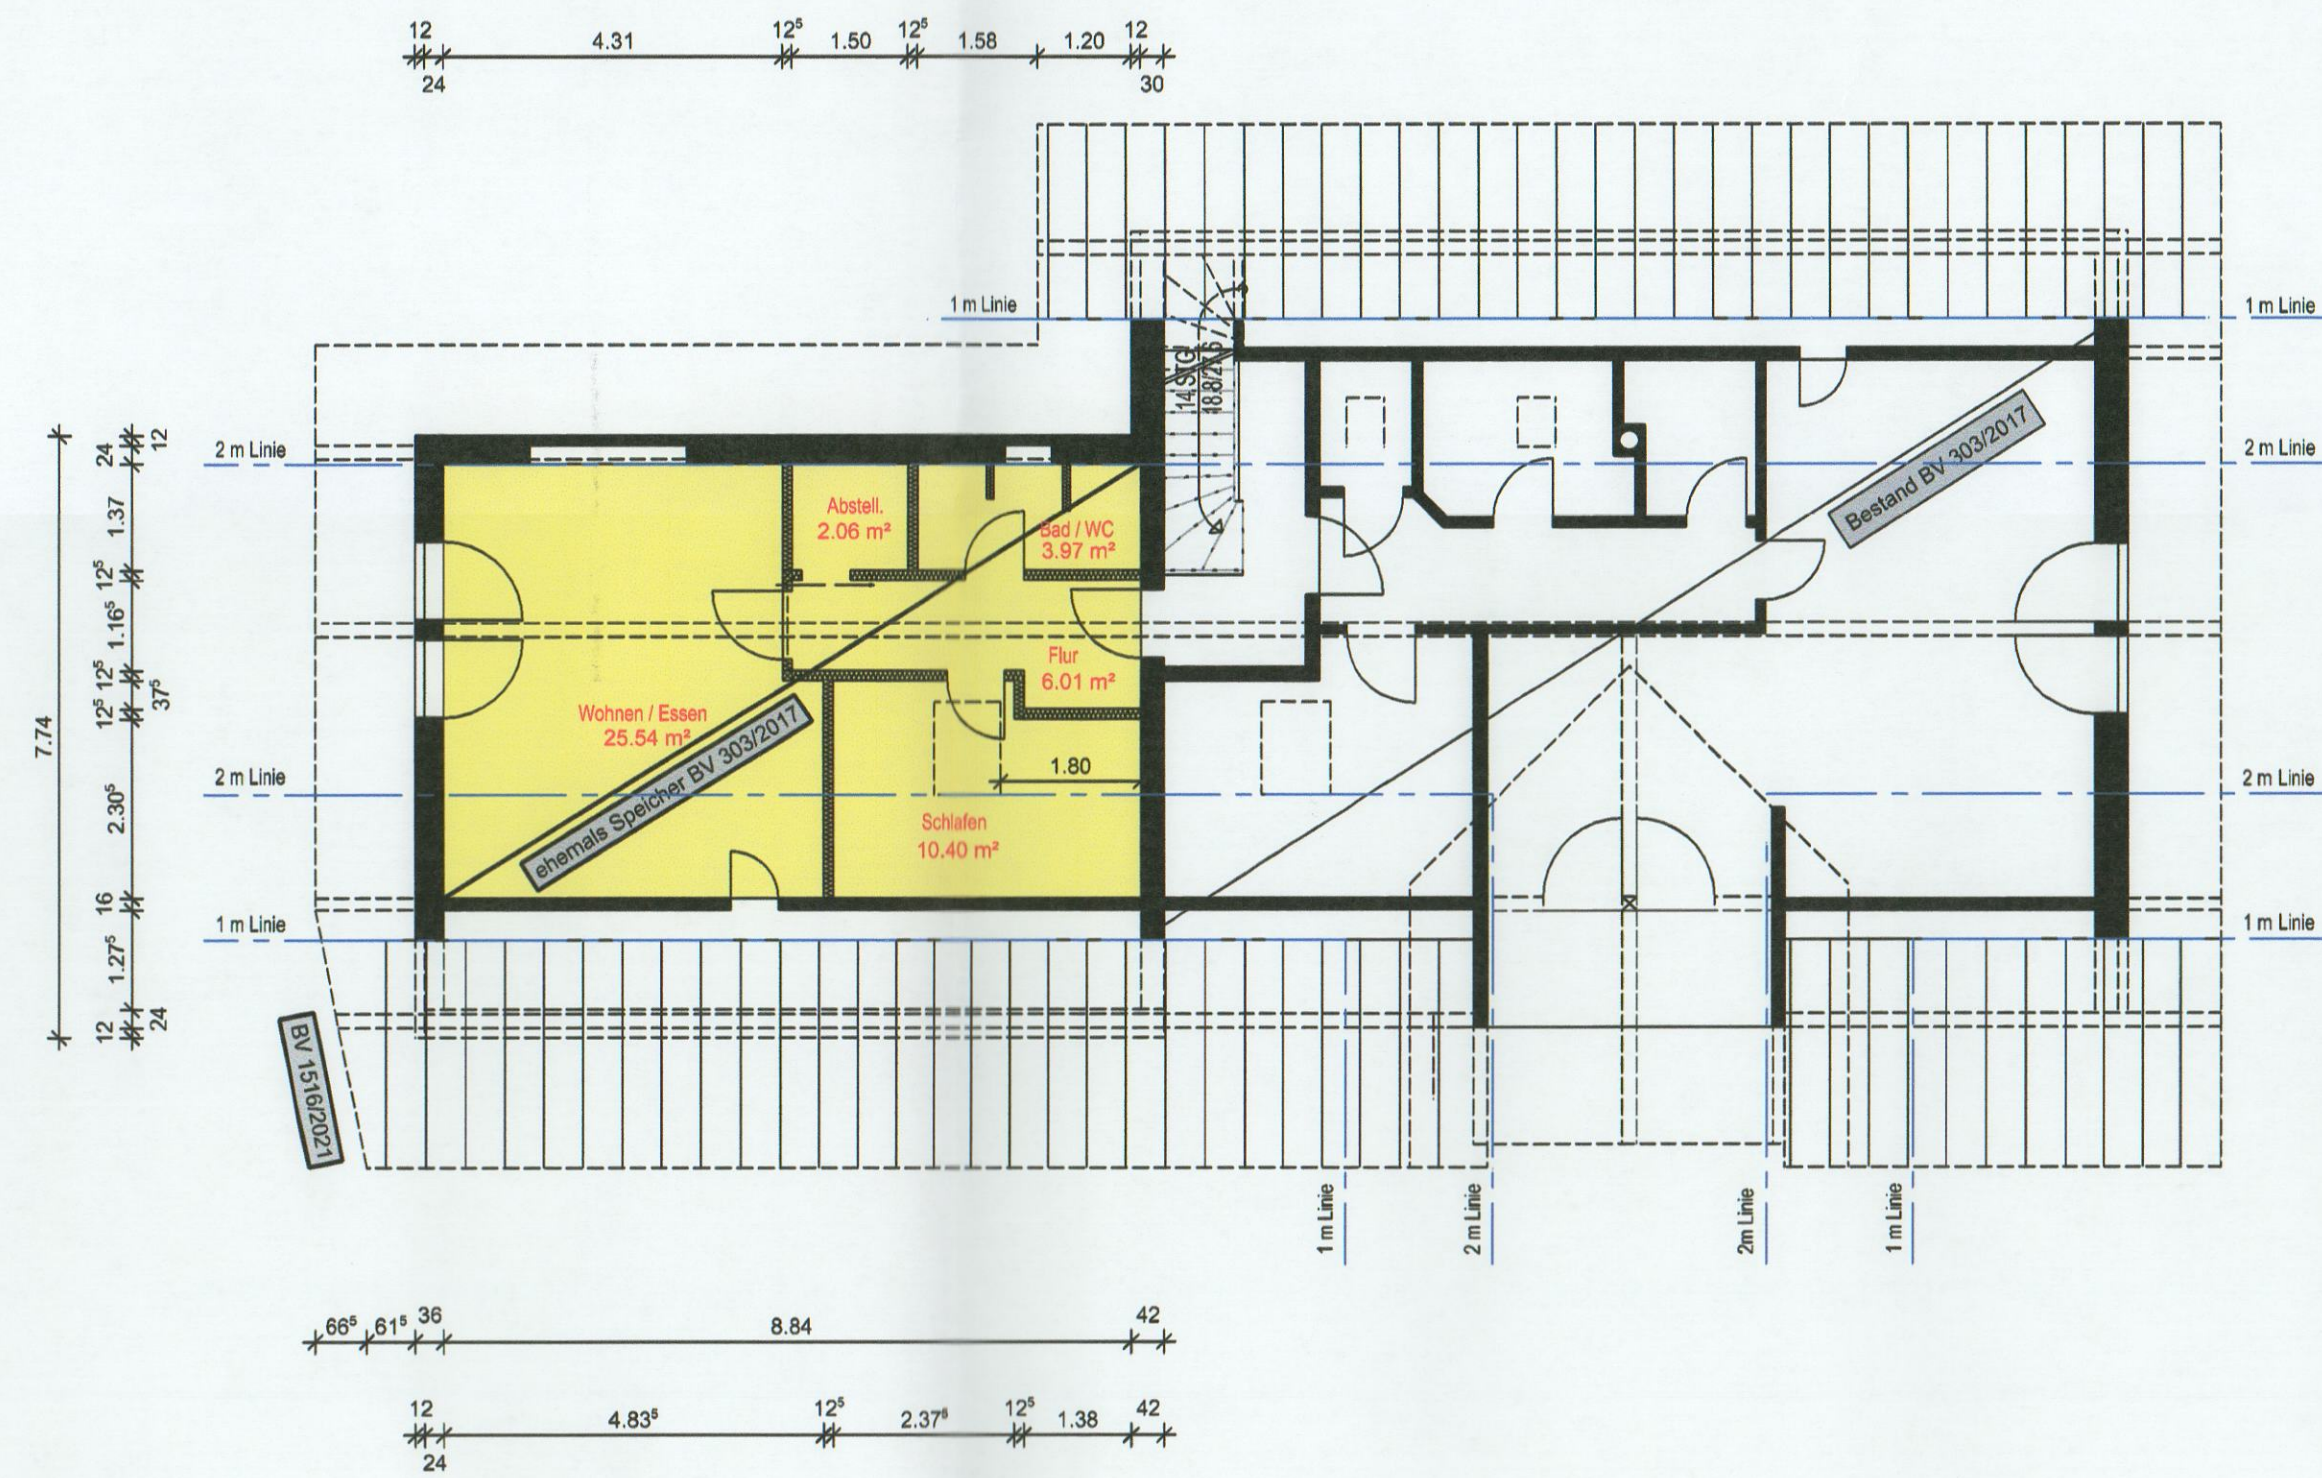 12 12⁵ 12⁵ 12
4.31 1.50 1.58 1.20
24 30
1 m Linie 1 m Linie
14 STG
18.8/27.6
2 m Linie 2 m Linie
Bestand BV 303/2017
Abstell.
2.06 m²
Bad / WC
3.97 m²
Flur
6.01 m²
Wohnen / Essen
25.54 m²
ehemals Speicher BV 303/2017
1.80
Schlafen
10.40 m²
2 m Linie 2 m Linie
1 m Linie 1 m Linie
7.74
24 12
1.37
12⁵
1.16⁵
12⁵
12⁵ 37⁵
2.30⁵
16
1.27⁵
12 24
BV 1516/2021
1 m Linie
2 m Linie
2m Linie
1 m Linie
66⁵ 61⁵ 36 8.84 42
12 4.83⁵ 12⁵ 2.37⁵ 12⁵ 1.38 42
24